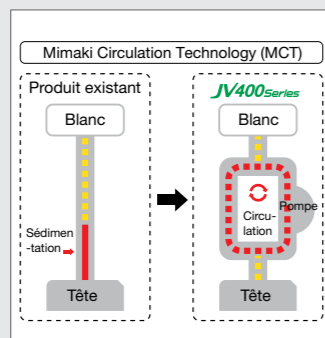 Mimaki Circulation Technology (MCT)
Produit existant
Blanc
Sédimen
-tation
Tête
JV400Series
Blanc
Pompe
Circu-
lation
Tête